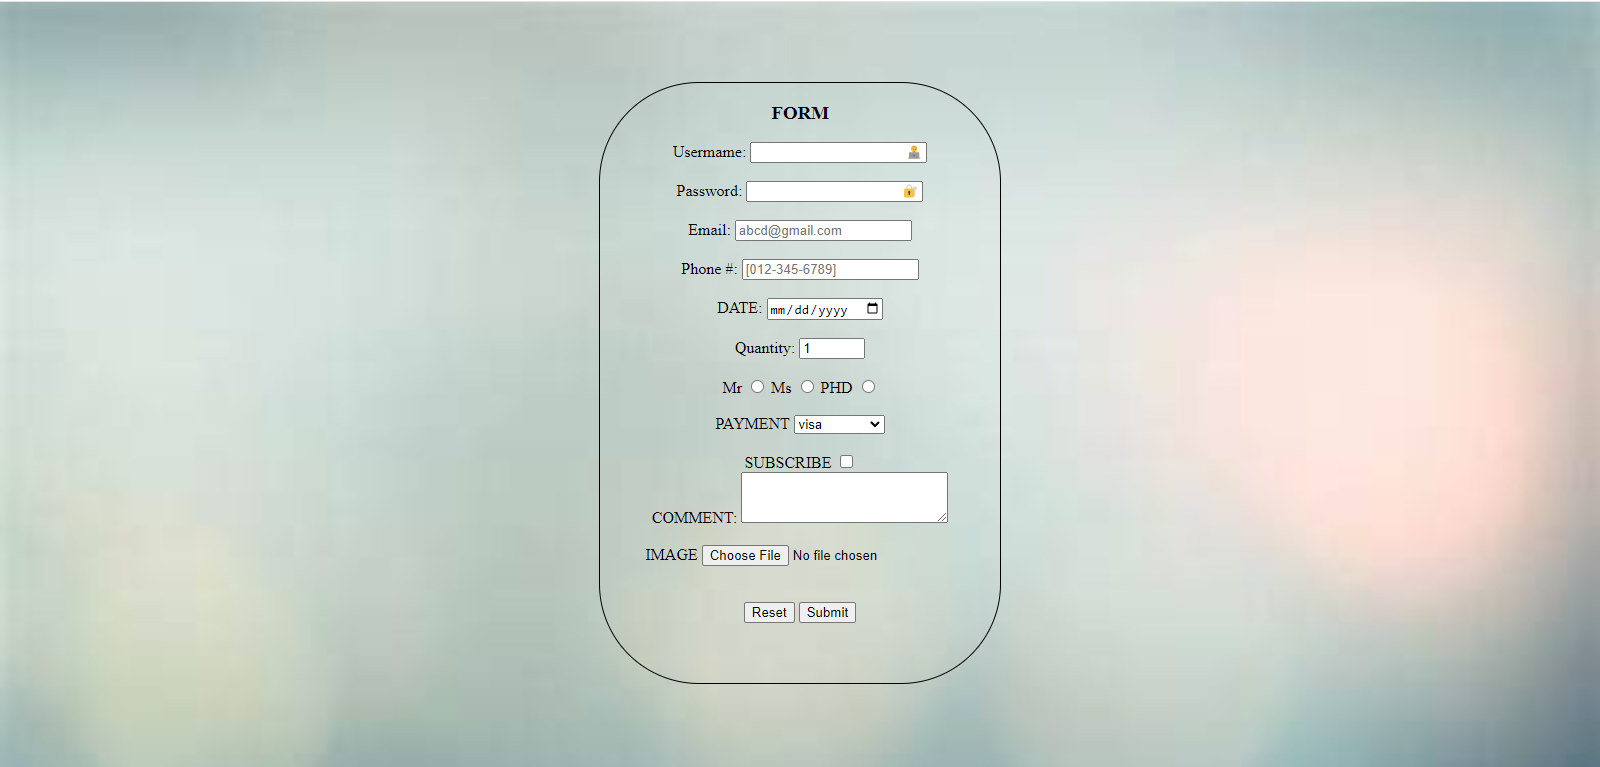 FORM
Username:
Password:
Email: abcd@gmail.com
Phone #: [012-345-6789]
DATE: mm/dd/yyyy
Quantity: 1
Mr Ms PHD
PAYMENT visa
SUBSCRIBE
COMMENT:
IMAGE Choose File No file chosen
Reset Submit